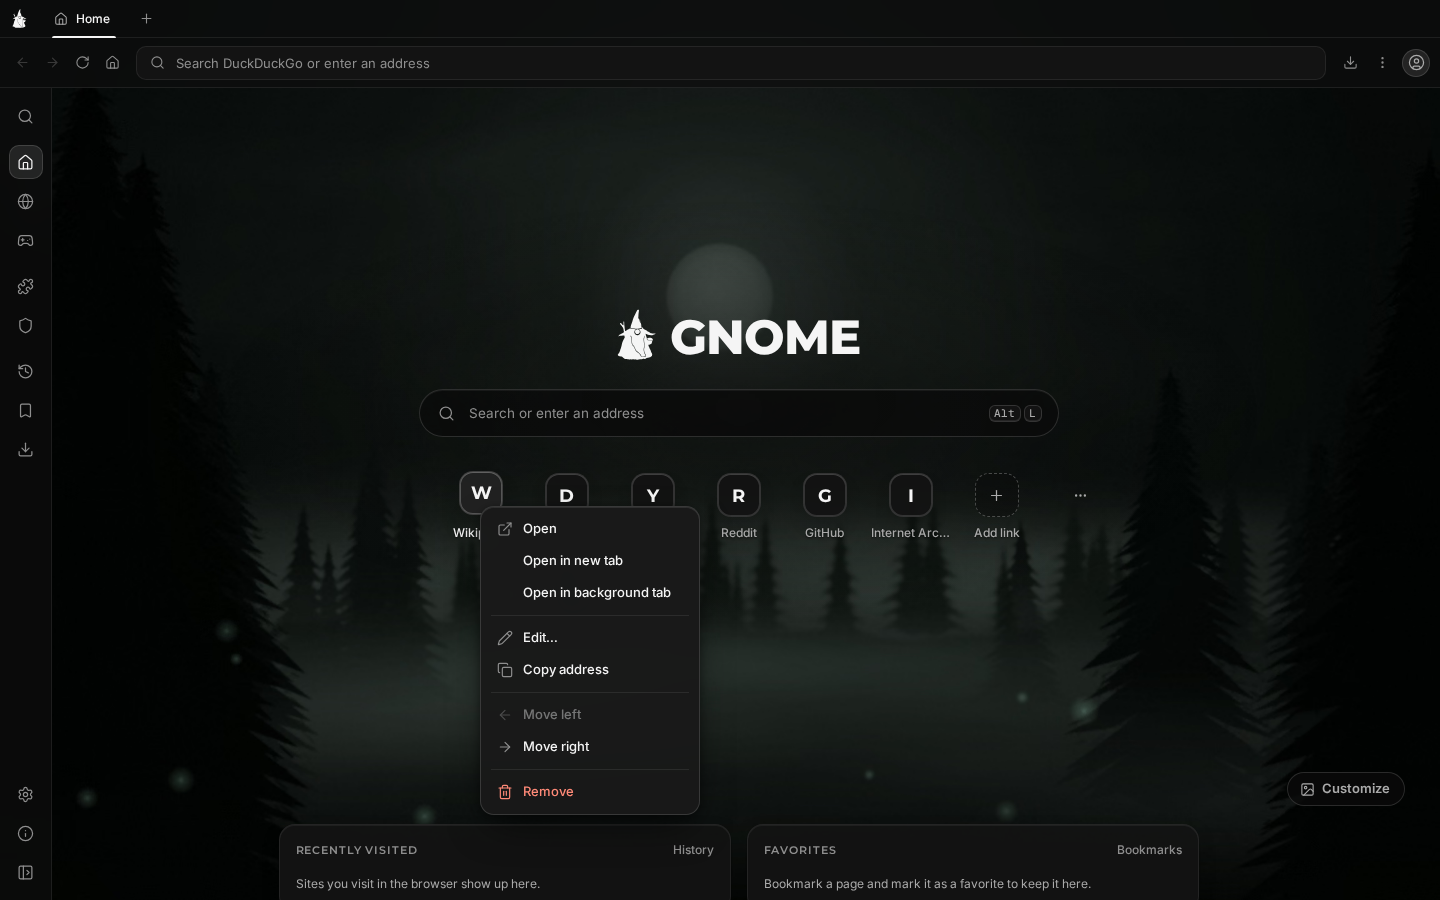 Home
Search DuckDuckGo or enter an address
GNOME
Search or enter an address
Alt L
W
D
Y
R
G
I
Reddit
GitHub
Internet Arc...
Add link
Open
Open in new tab
Open in background tab
Edit...
Copy address
Move left
Move right
Remove
Customize
RECENTLY VISITED
History
Sites you visit in the browser show up here.
FAVORITES
Bookmarks
Bookmark a page and mark it as a favorite to keep it here.